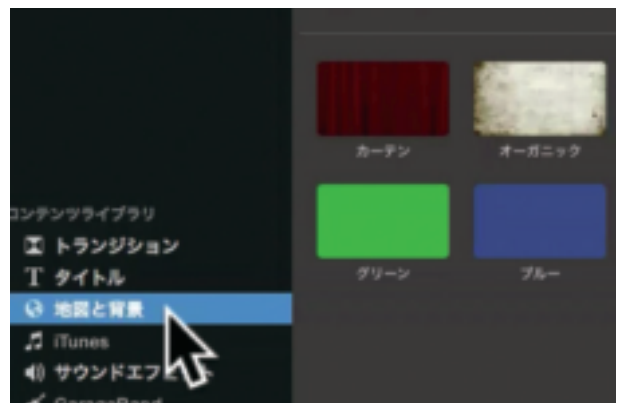 カーテン
オーガニック
グリーン
ブルー
コンテンツライブラリ
トランジション
T タイトル
地図と背景
iTunes
サウンドエフ
GarageBand